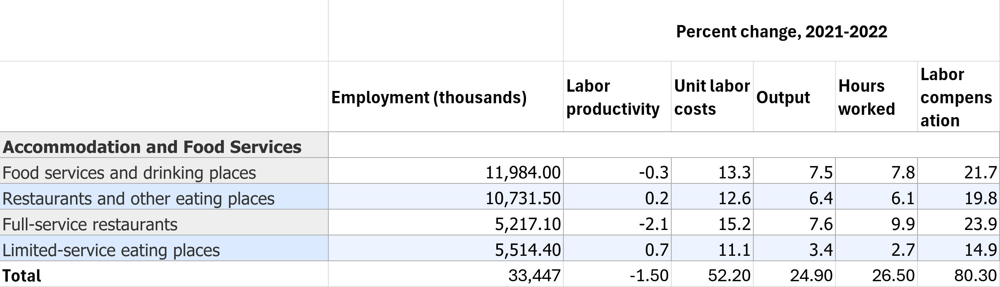 Percent change, 2021-2022
Employment (thousands) Labor productivity Unit labor costs Output Hours worked Labor compensation
Accommodation and Food Services
Food services and drinking places 11,984.00 -0.3 13.3 7.5 7.8 21.7
Restaurants and other eating places 10,731.50 0.2 12.6 6.4 6.1 19.8
Full-service restaurants 5,217.10 -2.1 15.2 7.6 9.9 23.9
Limited-service eating places 5,514.40 0.7 11.1 3.4 2.7 14.9
Total 33,447 -1.50 52.20 24.90 26.50 80.30